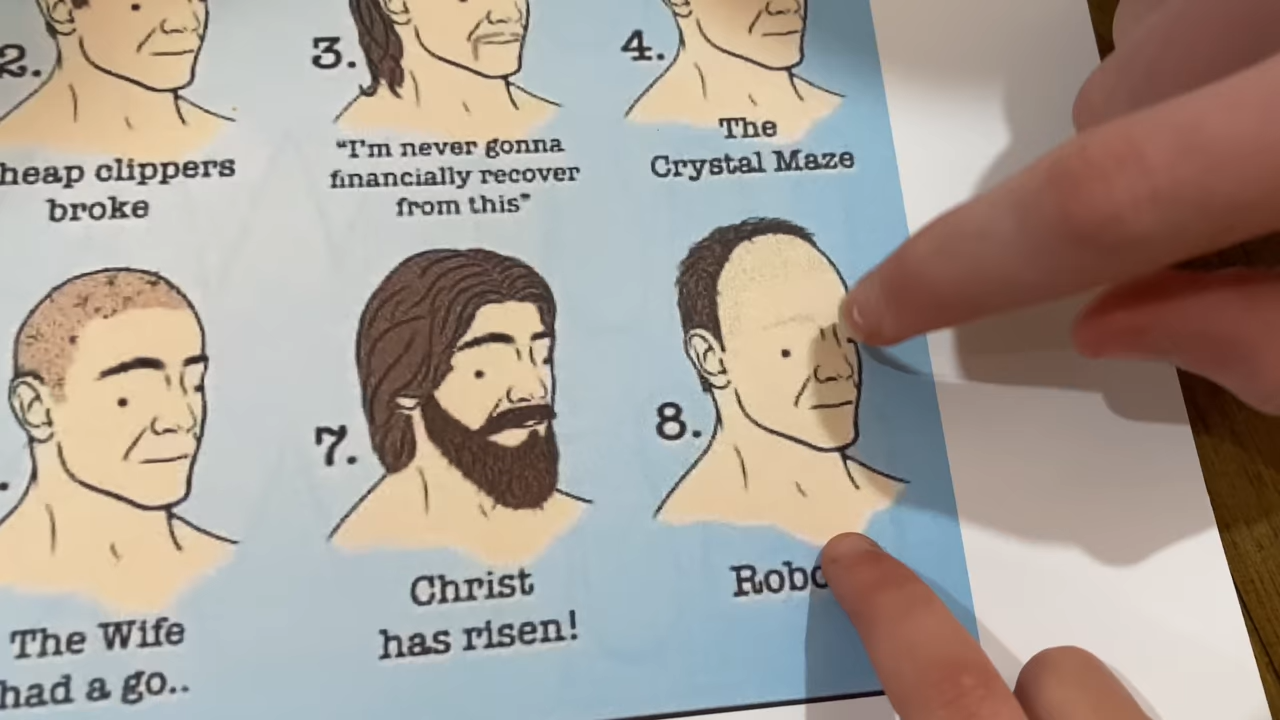 2.
3.
4.
heap clippers
broke
"I'm never gonna
financially recover
from this"
The
Crystal Maze
7.
8.
The Wife
had a go..
Christ
has risen!